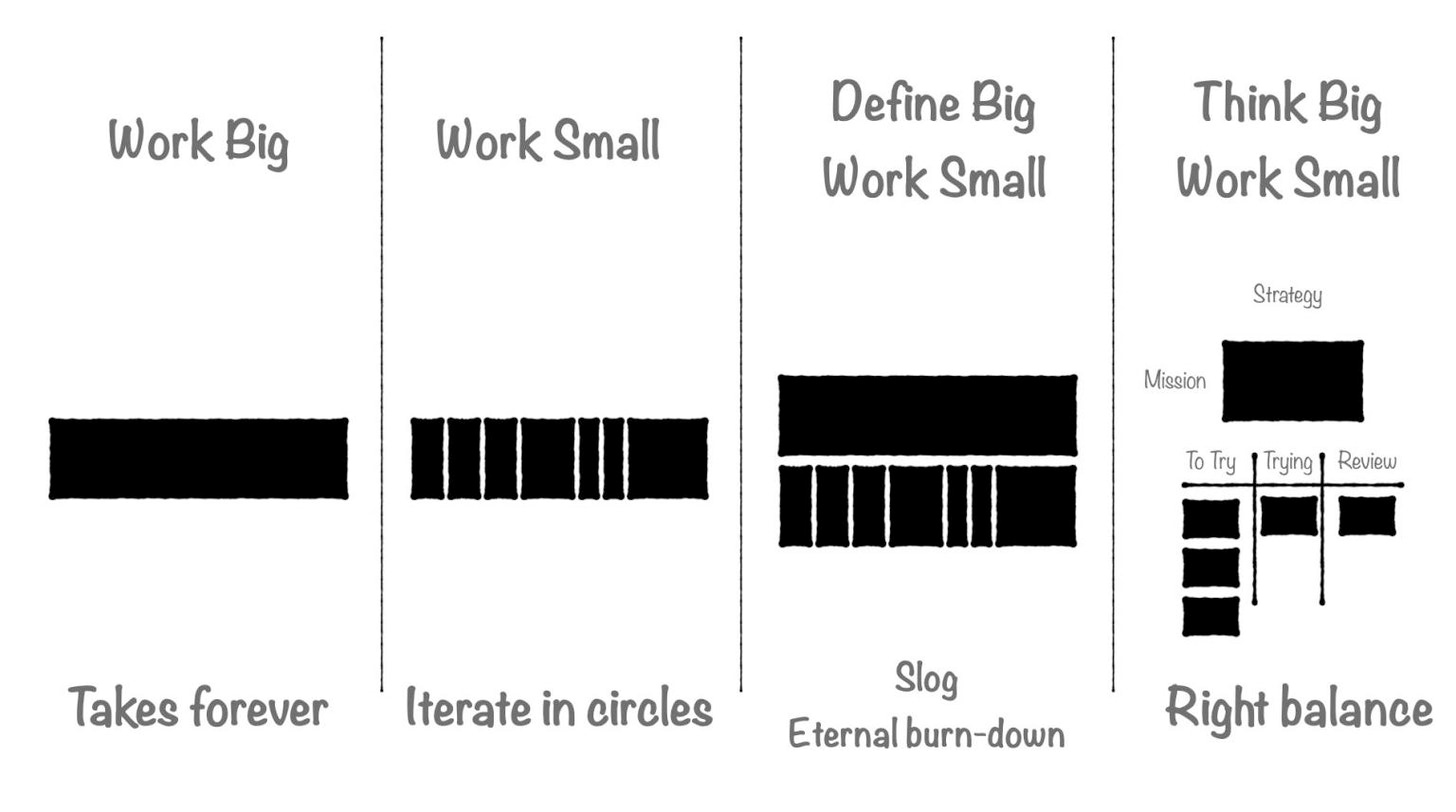 Work Big
Takes forever
Work Small
Iterate in circles
Define Big
Work Small
Slog
Eternal burn-down
Think Big
Work Small
Strategy
Mission
To Try
Trying
Review
Right balance